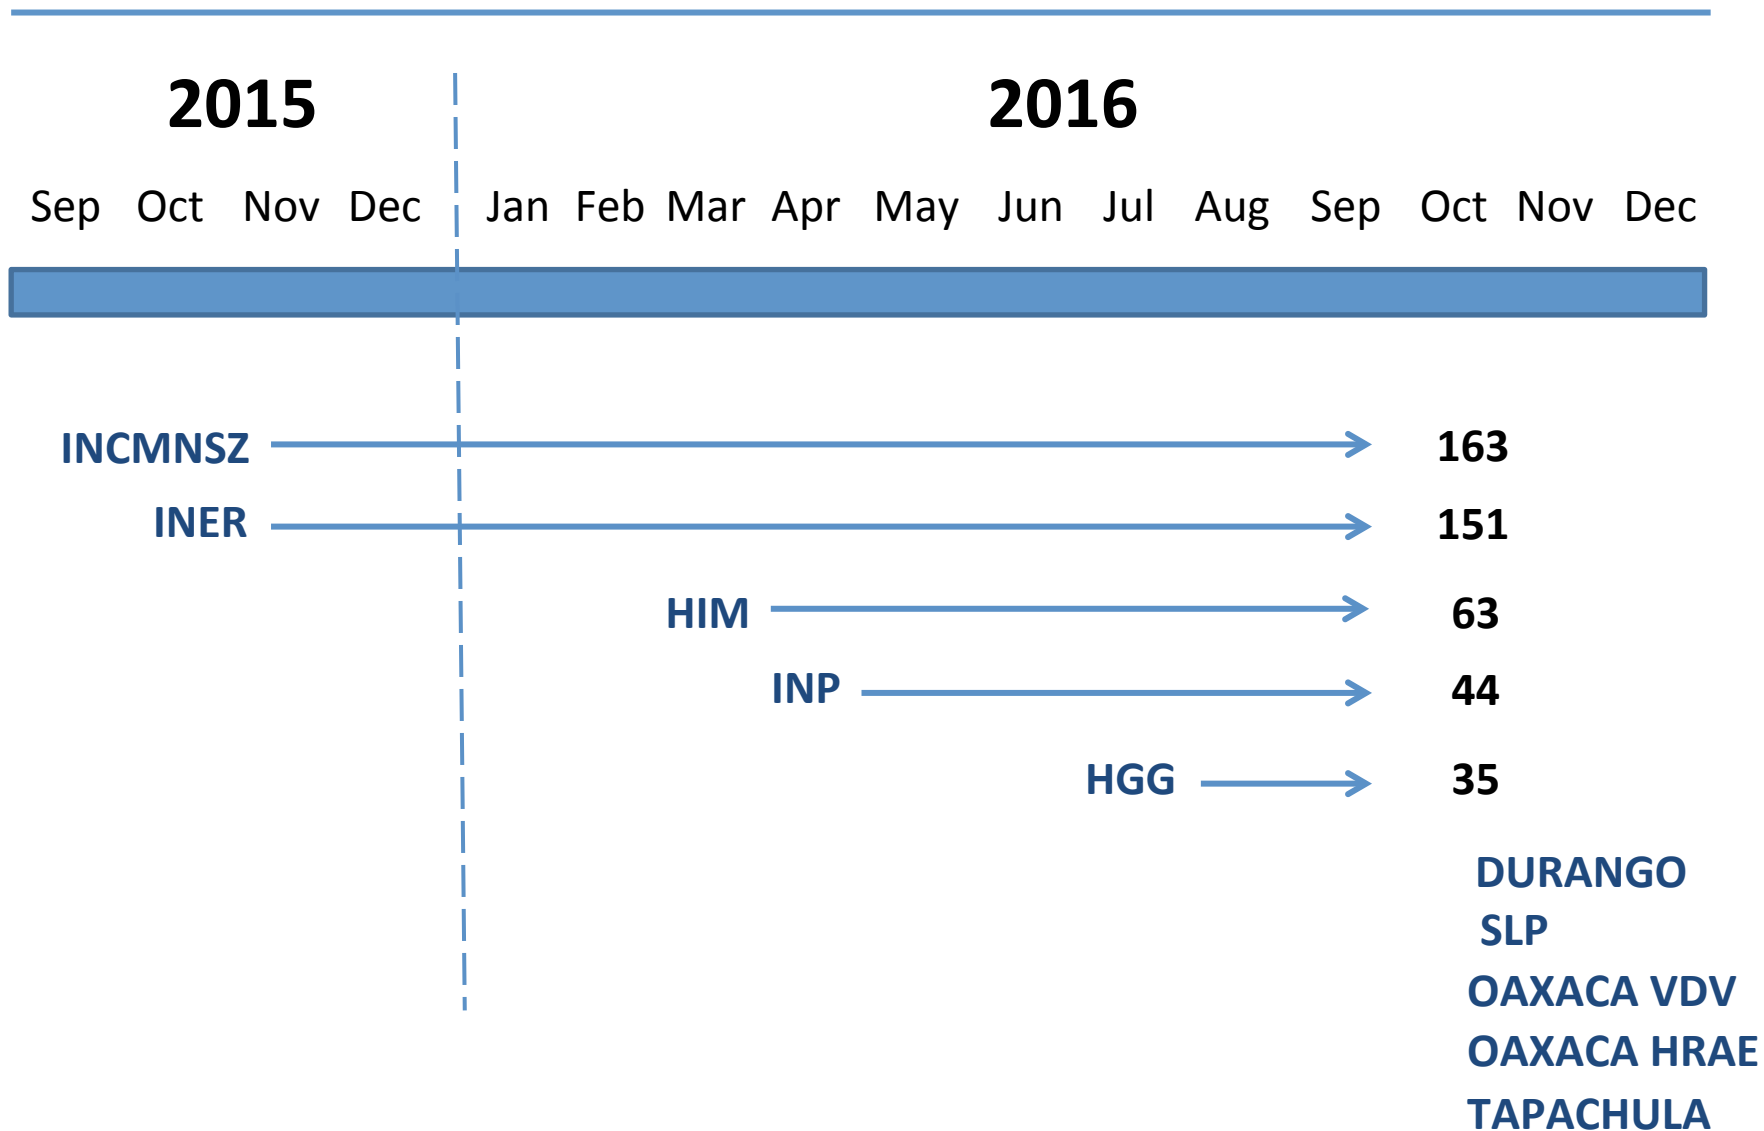 2015 2016
Sep Oct Nov Dec Jan Feb Mar Apr May Jun Jul Aug Sep Oct Nov Dec
INCMNSZ 163
INER 151
HIM 63
INP 44
HGG 35
DURANGO
SLP
OAXACA VDV
OAXACA HRAE
TAPACHULA